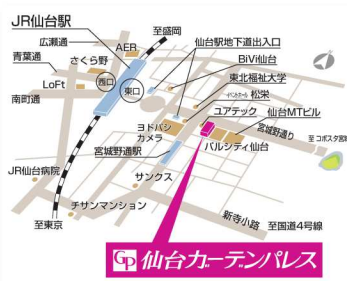 JR仙台駅
至盛岡
広瀬通
AER
仙台駅地下道出入口
青葉通
さくら野
BiVi仙台
LoFt
西口
東口
東北福祉大学
イベントホール 松栄
南町通
ユアテック
仙台MTビル
ヨドバシ
カメラ
宮城野通り
至 コボスタ宮城
宮城野通駅
パルシティ仙台
JR仙台病院
サンクス
チサンマンション
新寺小路
至国道4号線
至東京
GP 仙台ガーデンパレス